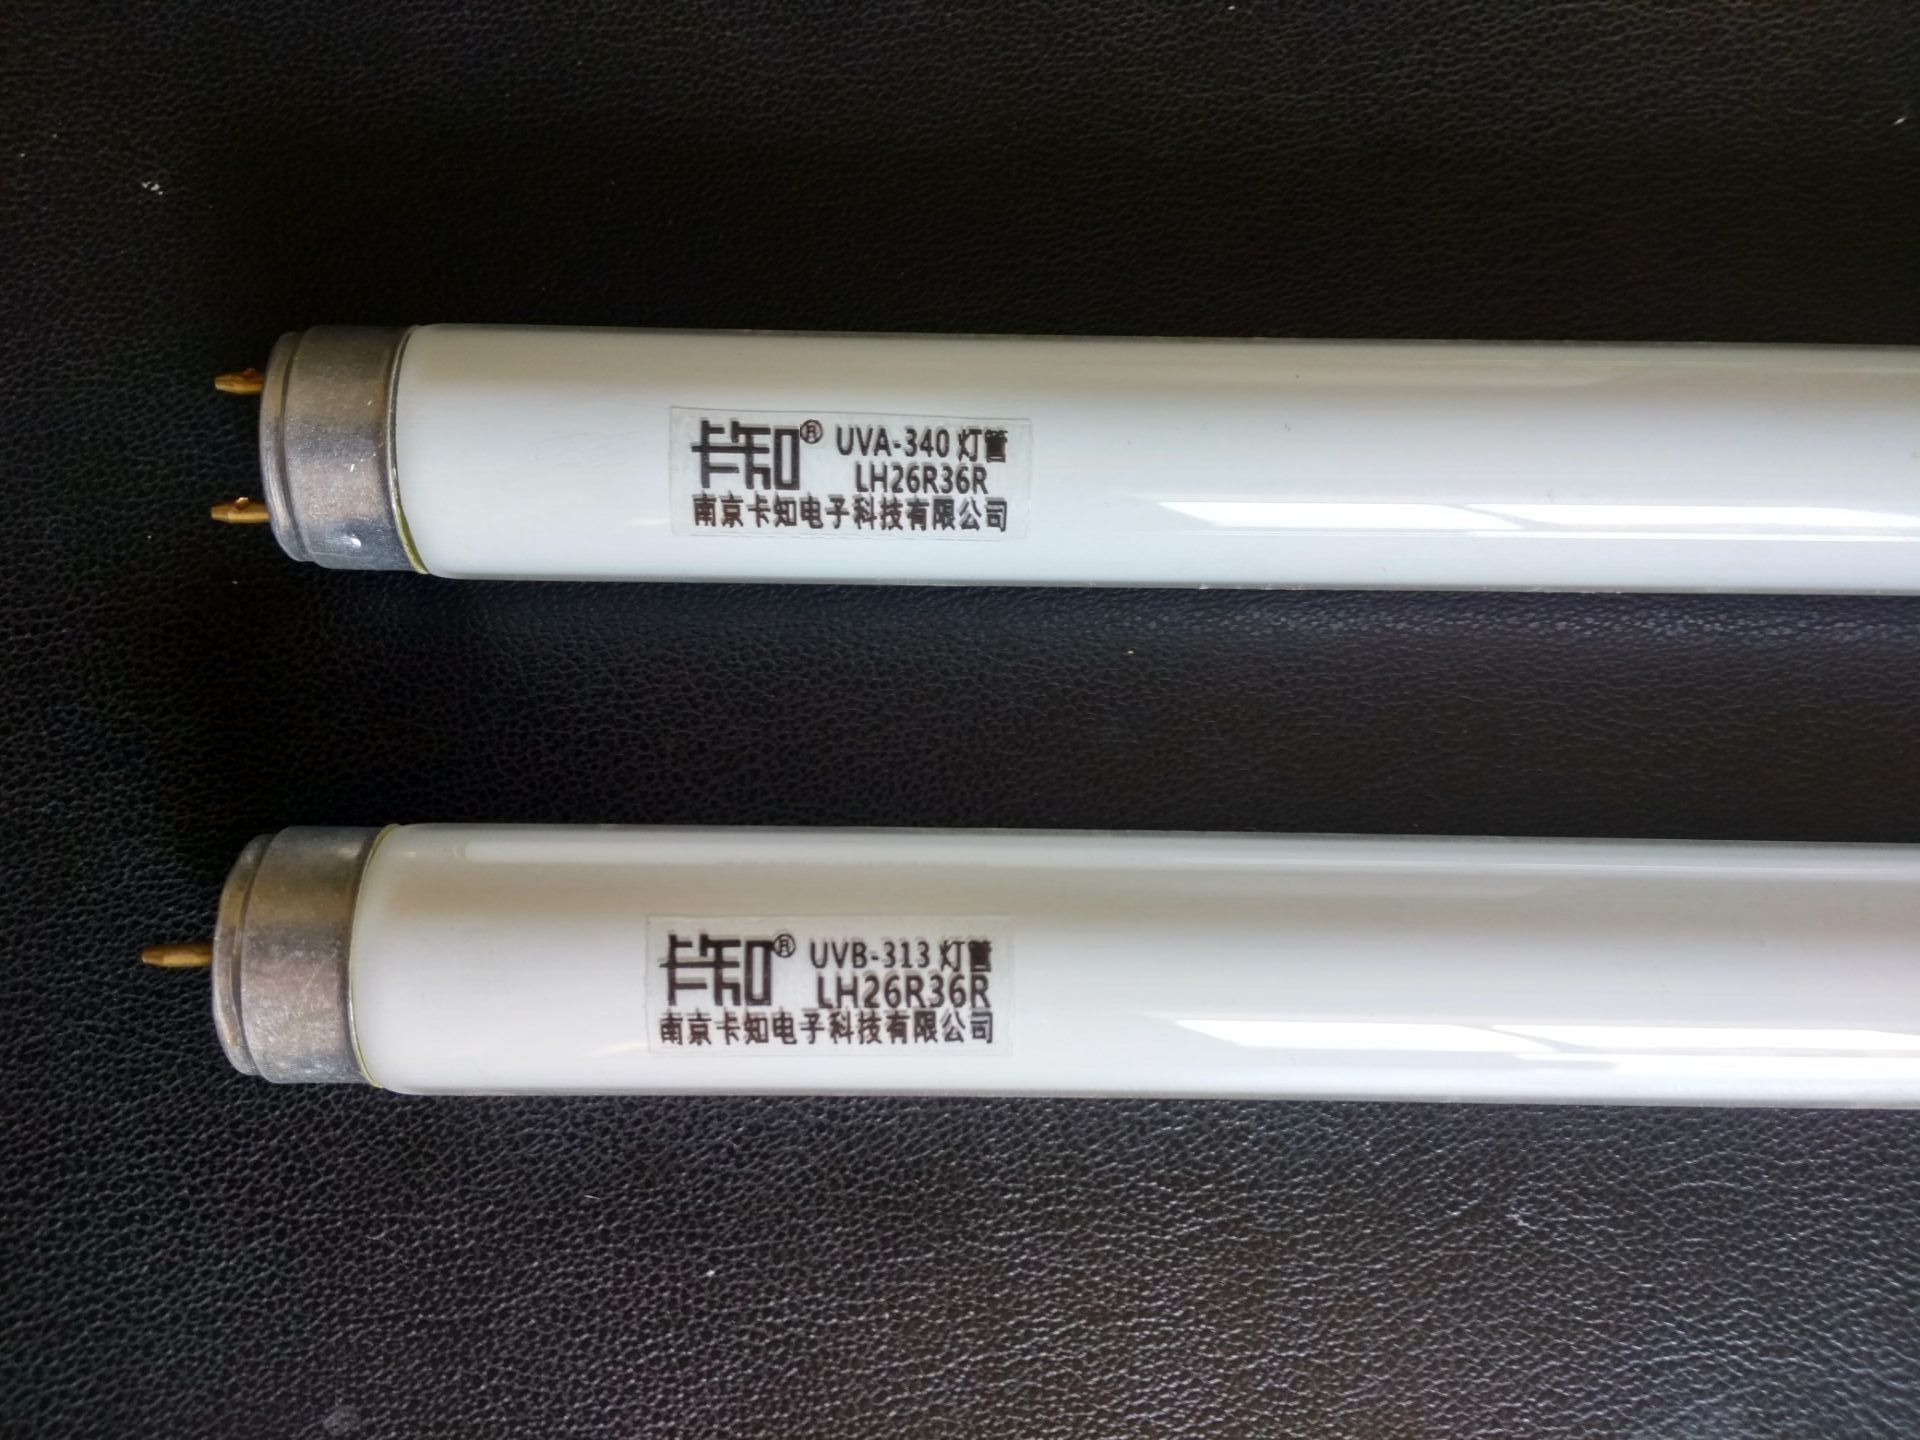 卡知® UVA-340 灯管
LH26R36R
南京卡知电子科技有限公司
卡知® UVB-313 灯管
LH26R36R
南京卡知电子科技有限公司